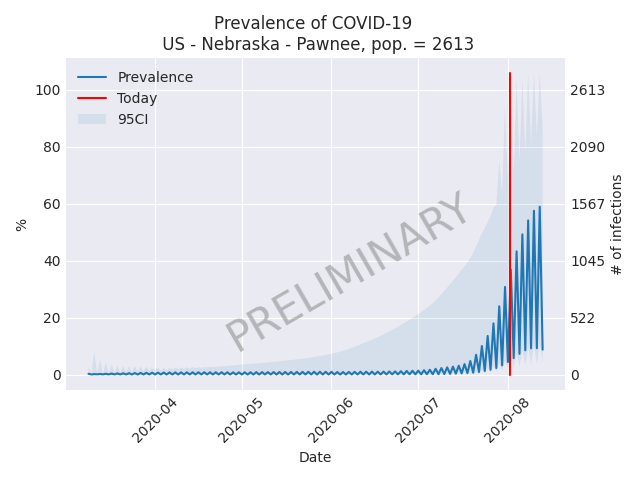 Prevalence of COVID-19
US - Nebraska - Pawnee, pop. = 2613
Prevalence
Today
95CI
100
80
60
40
20
0
%
2613
2090
1567
1045
522
0
# of infections
PRELIMINARY
2020-04
2020-05
2020-06
2020-07
2020-08
Date